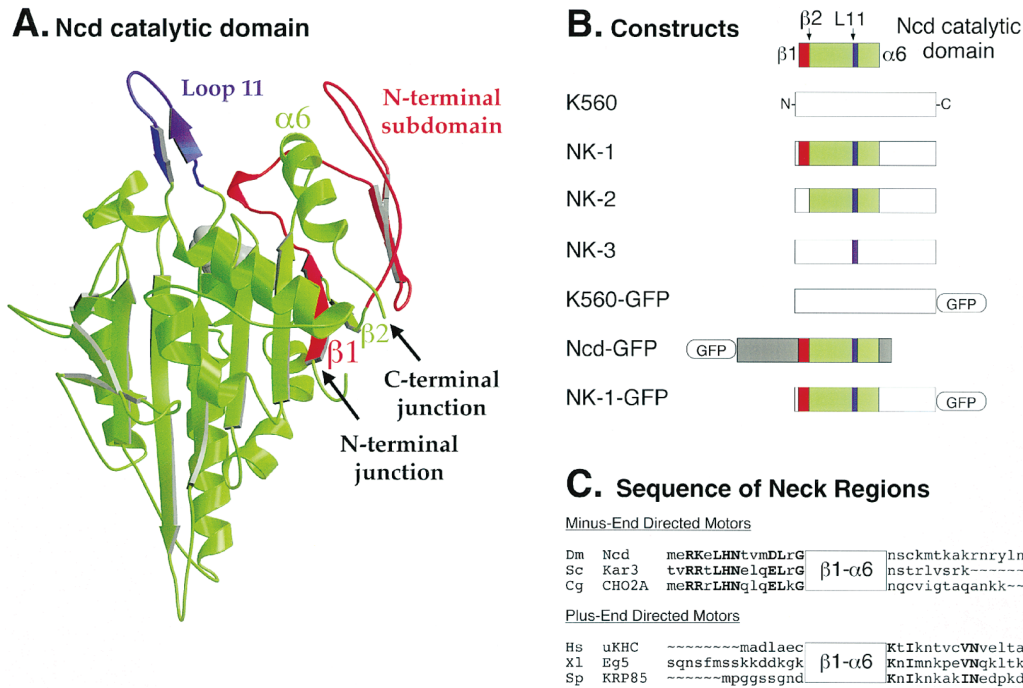 A. Ncd catalytic domain
Loop 11
N-terminal
subdomain
α6
β1
β2
C-terminal
junction
N-terminal
junction
B. Constructs
β2
L11
Ncd catalytic
domain
β1
α6
K560
N-
-C
NK-1
NK-2
NK-3
K560-GFP
GFP
Ncd-GFP
GFP
NK-1-GFP
GFP
C. Sequence of Neck Regions
Minus-End Directed Motors
Dm Ncd meRKeLHNtvmDLrG β1-α6 nsckmtkakrnryln
Sc Kar3 tvRRtLHNelqELrG nstrlvsrk~~~~~~
Cg CHO2A meRRrLHNqlqELkG nqcvigtaqankk~~
Plus-End Directed Motors
Hs uKHC ~~~~~~~~madlaec β1-α6 KtIkntvcVNvelta
Xl Eg5 sqnsfmsskkddkgk KnImnkpeVNqkltk
Sp KRP85 ~~~~~~mpggssgnd KnIknkakINedpkd